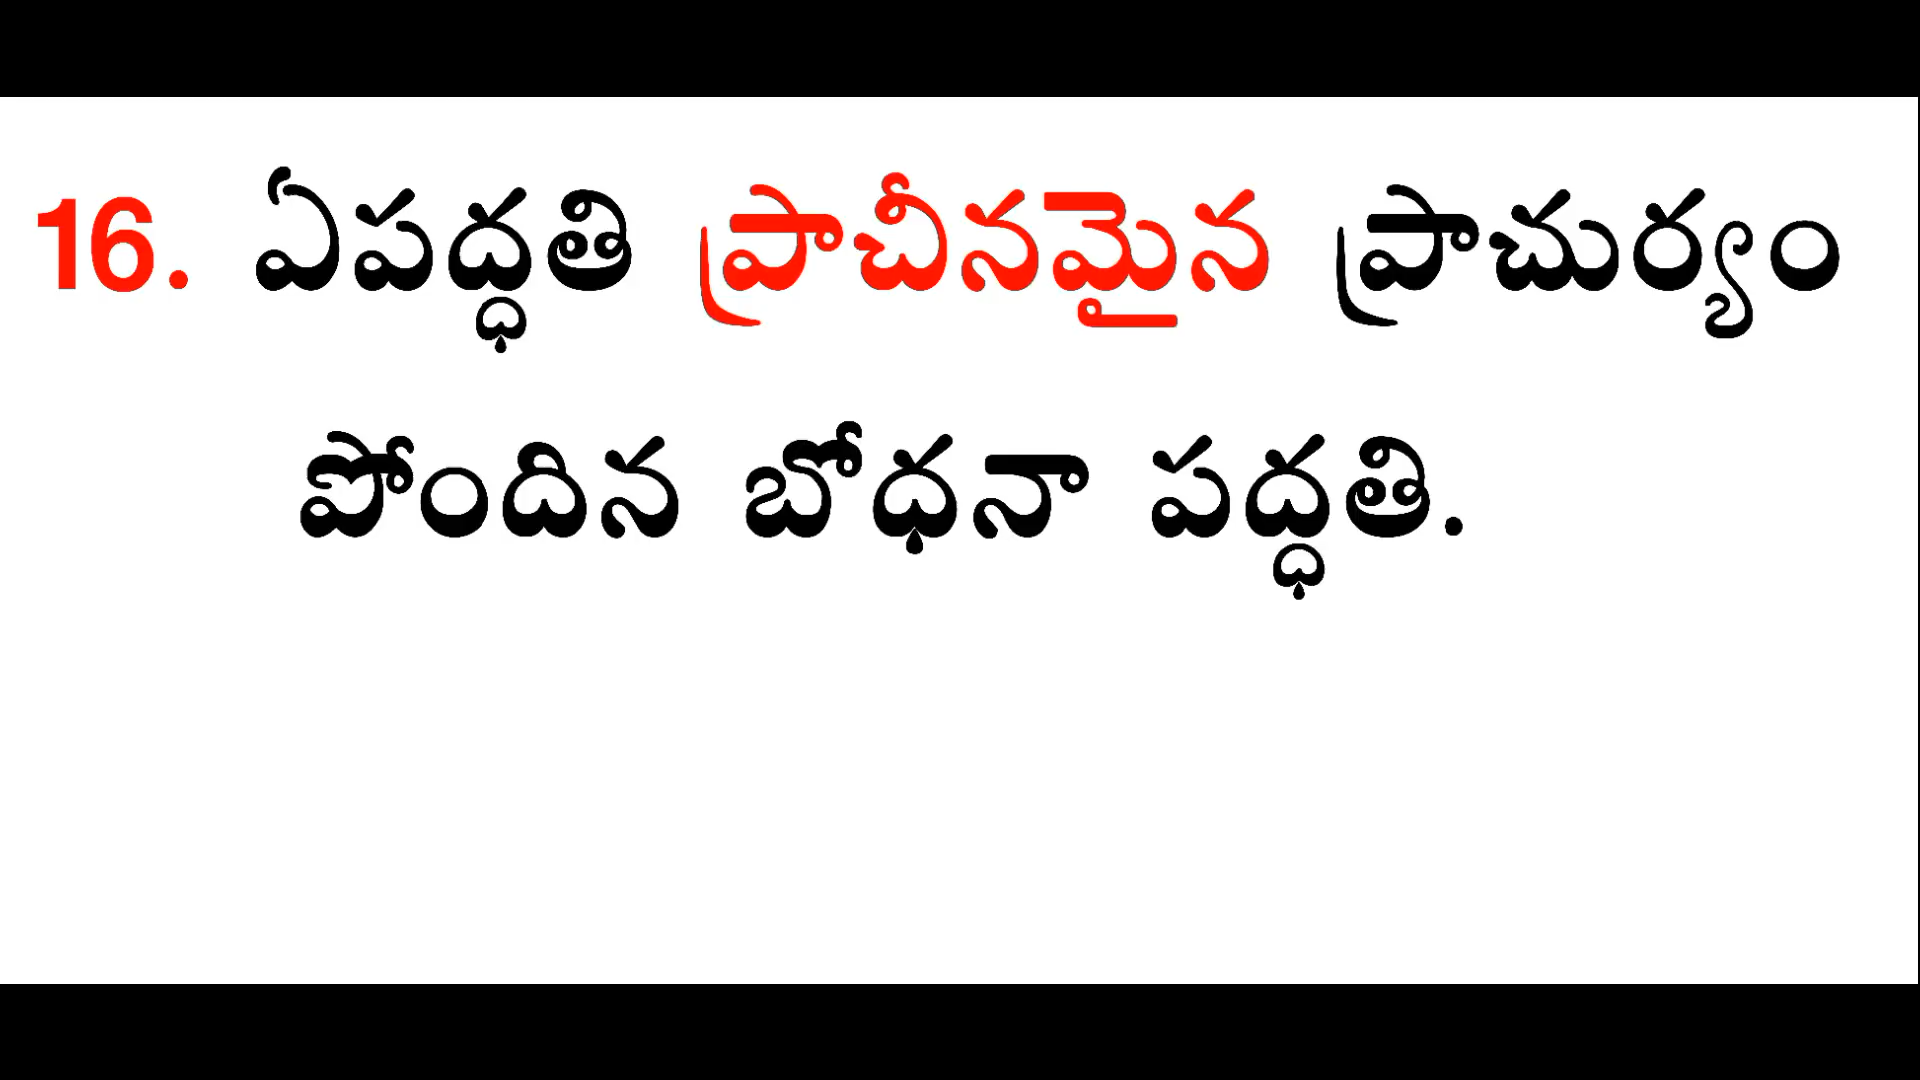 16. ఏపద్ధతి ప్రాచీనమైన ప్రాచుర్యం
పోందిన బోధనా పద్ధతి.